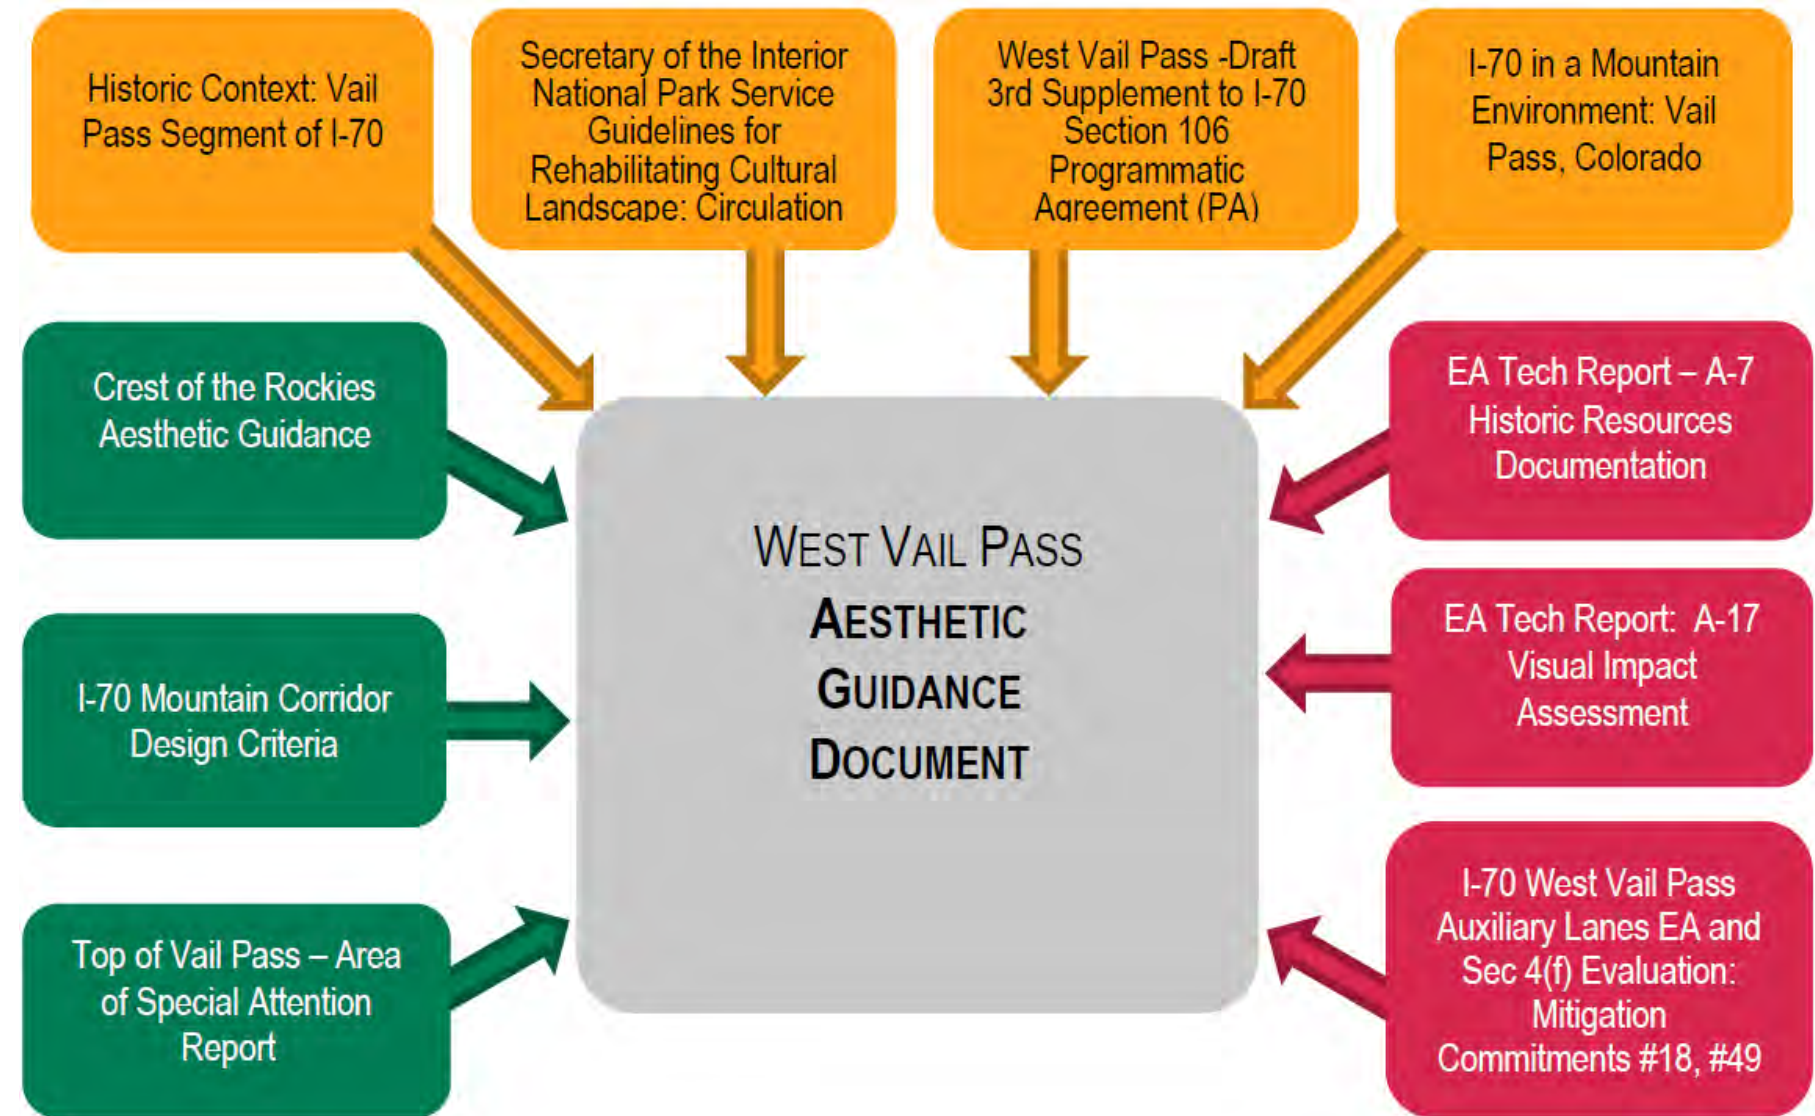 Historic Context: Vail
Pass Segment of I-70
Secretary of the Interior
National Park Service
Guidelines for
Rehabilitating Cultural
Landscape: Circulation
West Vail Pass -Draft
3rd Supplement to I-70
Section 106
Programmatic
Agreement (PA)
I-70 in a Mountain
Environment: Vail
Pass, Colorado
Crest of the Rockies
Aesthetic Guidance
I-70 Mountain Corridor
Design Criteria
Top of Vail Pass – Area
of Special Attention
Report
WEST VAIL PASS
AESTHETIC
GUIDANCE
DOCUMENT
EA Tech Report – A-7
Historic Resources
Documentation
EA Tech Report: A-17
Visual Impact
Assessment
I-70 West Vail Pass
Auxiliary Lanes EA and
Sec 4(f) Evaluation:
Mitigation
Commitments #18, #49